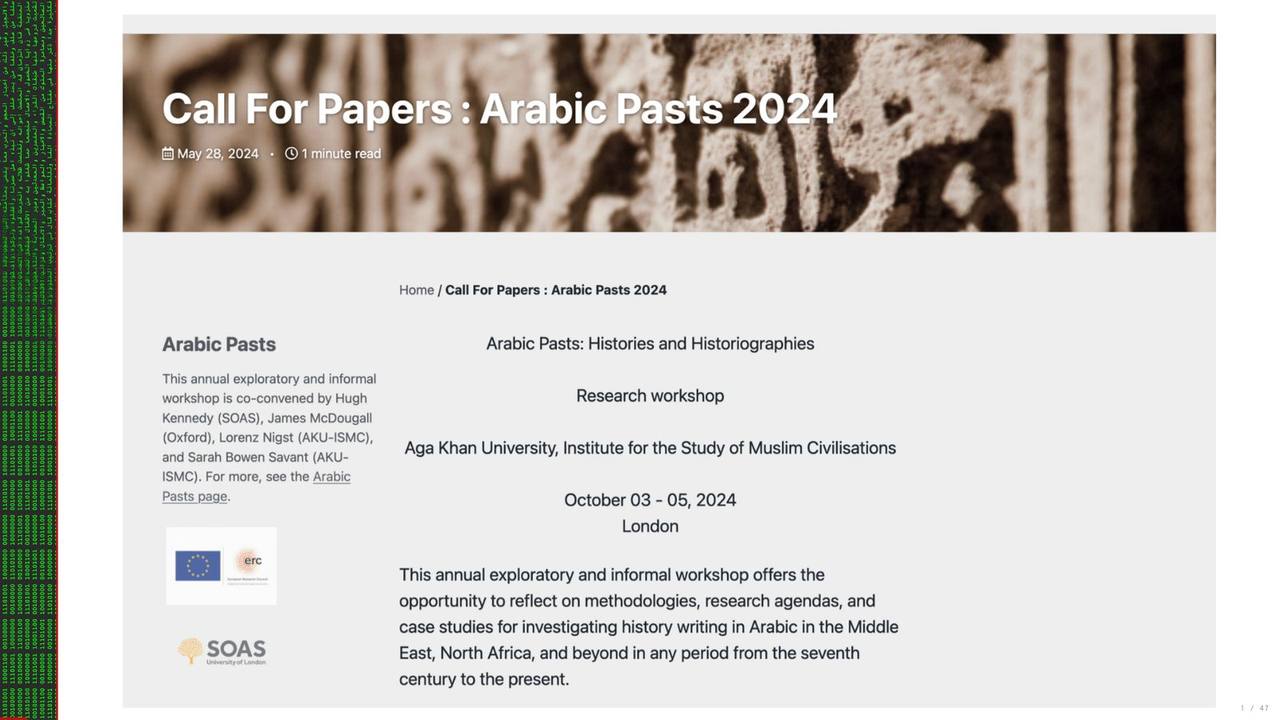 Call For Papers : Arabic Pasts 2024
May 28, 2024 • 1 minute read
Home / Call For Papers : Arabic Pasts 2024
Arabic Pasts
This annual exploratory and informal
workshop is co-convened by Hugh
Kennedy (SOAS), James McDougall
(Oxford), Lorenz Nigst (AKU-ISMC),
and Sarah Bowen Savant (AKU-
ISMC). For more, see the Arabic
Pasts page.
erc
European Research Council
SOAS
University of London
Arabic Pasts: Histories and Historiographies
Research workshop
Aga Khan University, Institute for the Study of Muslim Civilisations
October 03 - 05, 2024
London
This annual exploratory and informal workshop offers the
opportunity to reflect on methodologies, research agendas, and
case studies for investigating history writing in Arabic in the Middle
East, North Africa, and beyond in any period from the seventh
century to the present.
1 / 47